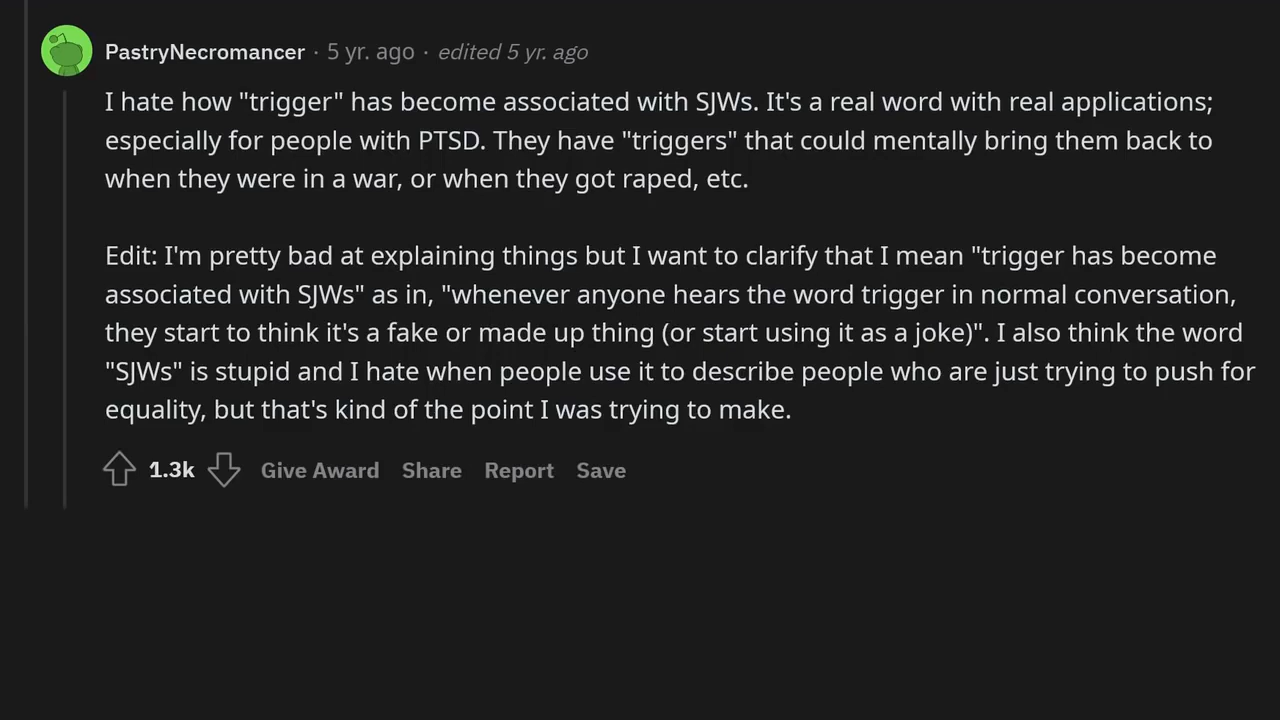 PastryNecromancer · 5 yr. ago · edited 5 yr. ago
I hate how "trigger" has become associated with SJWs. It's a real word with real applications;
especially for people with PTSD. They have "triggers" that could mentally bring them back to
when they were in a war, or when they got raped, etc.
Edit: I'm pretty bad at explaining things but I want to clarify that I mean "trigger has become
associated with SJWs" as in, "whenever anyone hears the word trigger in normal conversation,
they start to think it's a fake or made up thing (or start using it as a joke)". I also think the word
"SJWs" is stupid and I hate when people use it to describe people who are just trying to push for
equality, but that's kind of the point I was trying to make.
1.3k Give Award Share Report Save